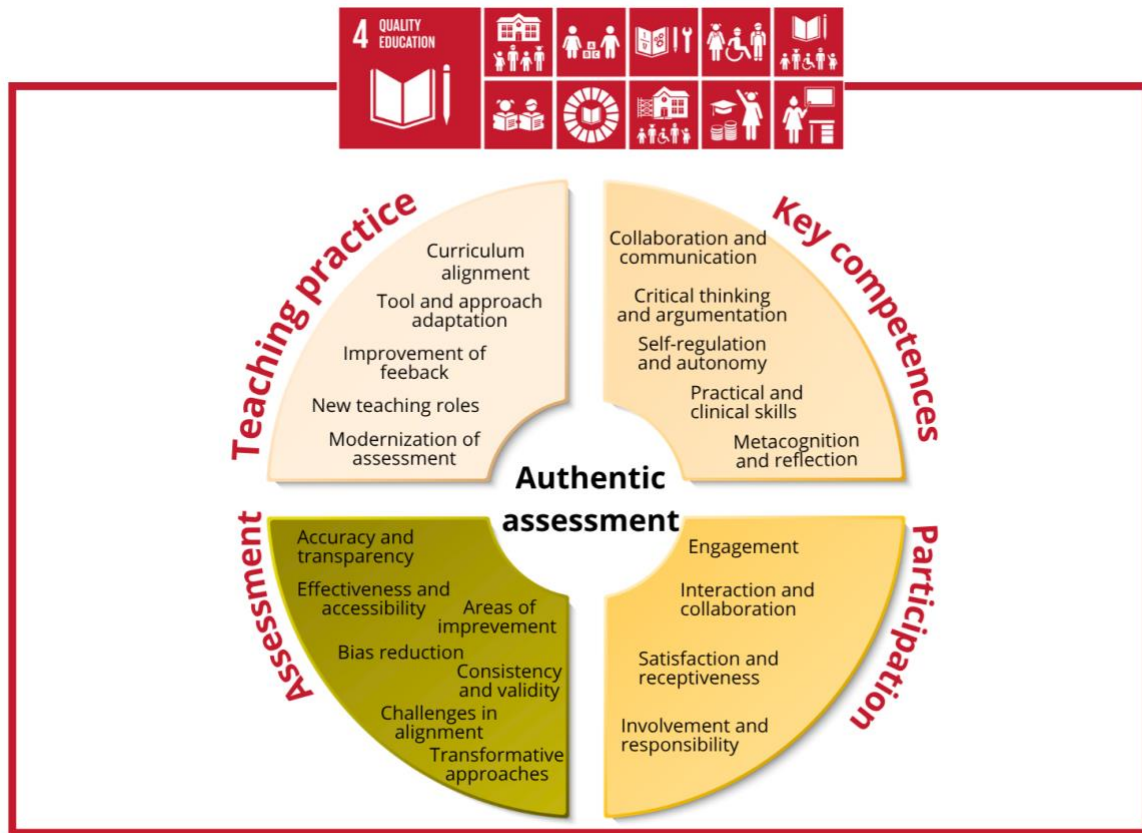 4 QUALITY
EDUCATION
A B
B C
Teaching practice
Curriculum
alignment
Tool and approach
adaptation
Improvement of
feeback
New teaching roles
Modernization of
assessment
Key competences
Collaboration and
communication
Critical thinking
and argumentation
Self-regulation
and autonomy
Practical and
clinical skills
Metacognition
and reflection
Authentic
assessment
Assessment
Accuracy and
transparency
Effectiveness and
accessibility
Areas of
imprevement
Bias reduction
Consistency
and validity
Challenges in
alignment
Transformative
approaches
Participation
Engagement
Interaction and
collaboration
Satisfaction and
receptiveness
Involvement and
responsibility